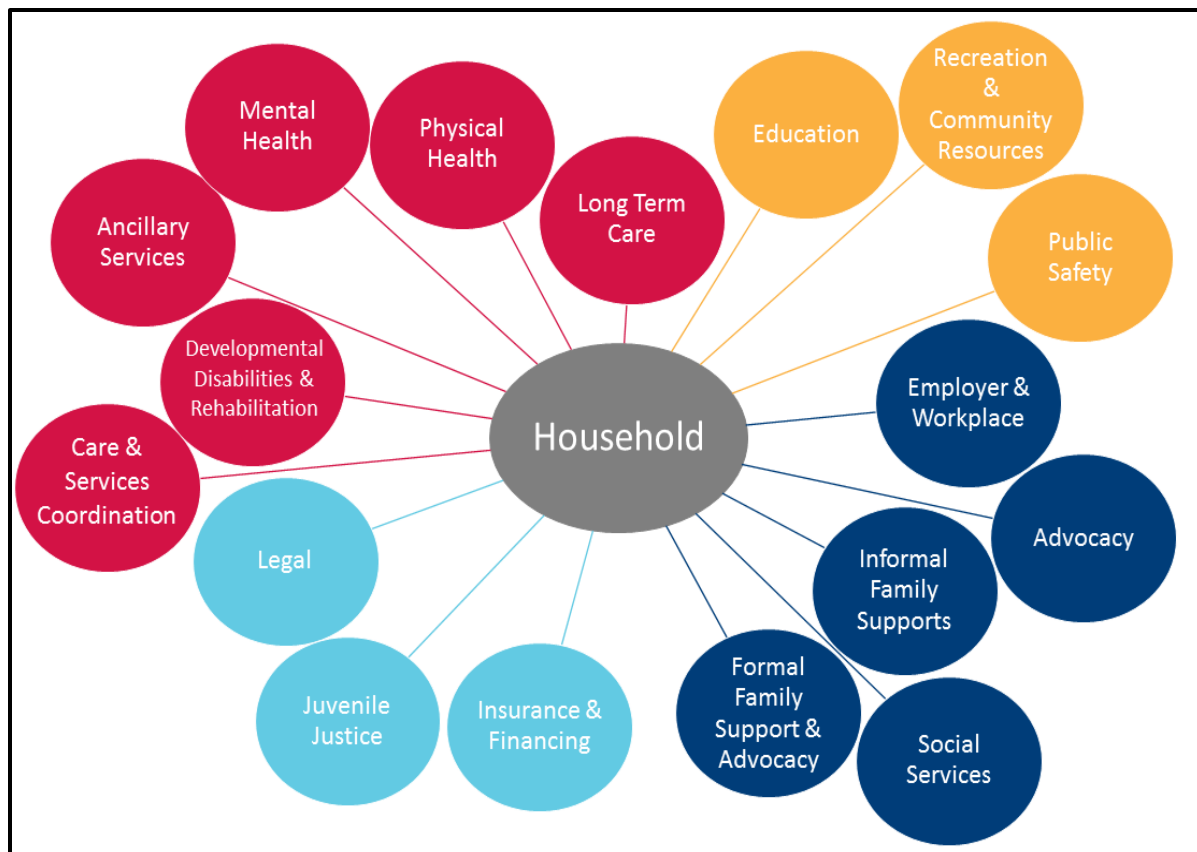 Mental
Health
Physical
Health
Long Term
Care
Education
Recreation
&
Community
Resources
Ancillary
Services
Public
Safety
Developmental
Disabilities &
Rehabilitation
Household
Employer &
Workplace
Care &
Services
Coordination
Advocacy
Legal
Informal
Family
Supports
Juvenile
Justice
Insurance &
Financing
Formal
Family
Support &
Advocacy
Social
Services